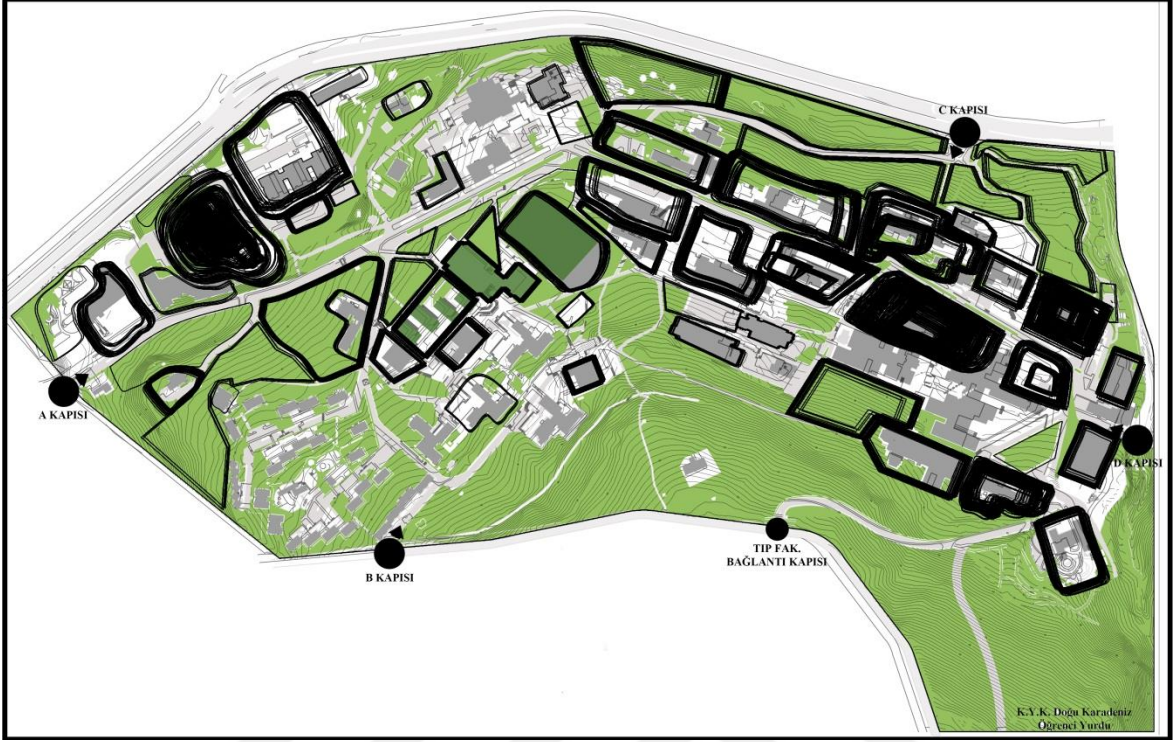 C KAPISI
A KAPISI
D KAPISI
TIP FAK.
BAĞLANTI KAPISI
B KAPISI
K.Y.K. Doğu Karadeniz
Öğrenci Yurdu